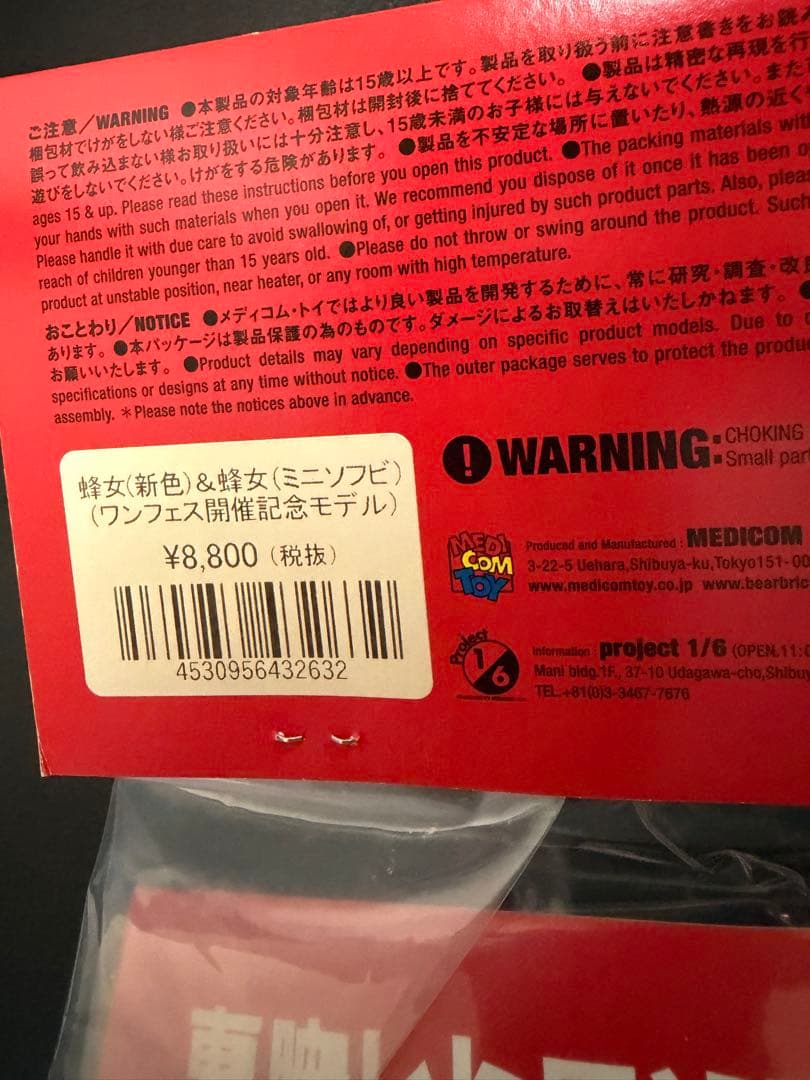 ご注意／WARNING ●本製品の対象年齢は15歳以上です。製品を取り扱う前に注意書きをお読み
梱包材でけがをしない様ご注意ください。梱包材は開封後に捨ててください。 ●製品は精密な再現を行
誤って飲み込まない様お取り扱いには十分注意し、15歳未満のお子様には与えないでください。また
遊びをしないでください。けがをする危険があります。 ●製品を不安定な場所に置いたり、熱源の近く
ages 15 & up. Please read these instructions before you open this product. ●The packing materials with
your hands with such materials when you open it. We recommend you dispose of it once it has been
Please handle it with due care to avoid swallowing of, or getting injured by such product parts. Also, pleas
reach of children younger than 15 years old. ●Please do not throw or swing around the product. Such
product at unstable position, near heater, or any room with high temperature.
おことわり／NOTICE ●メディコム・トイではより良い製品を開発するために、常に研究・調査・改良
あります。 ●本パッケージは製品保護の為のものです。ダメージによるお取替えはいたしかねます。
お願いいたします。 ●Product details may vary depending on specific product models. Due to
specifications or designs at any time without notice. ●The outer package serves to protect the produc
assembly. ＊Please note the notices above in advance.
! WARNING: CHOKING
Small part
蜂女(新色)＆蜂女(ミニソフビ)
(ワンフェス開催記念モデル)
¥8,800 (税抜)
4530956432632
MEDI COM TOY
Produced and Manufactured : MEDICOM
3-22-5 Uehara,Shibuya-ku,Tokyo151-00
www.medicomtoy.co.jp www.bearbric
Project 1/6
Information : project 1/6 (OPEN.11:0
Mani bidg.1F., 37-10 Udagawa-cho,Shibuy
TEL.+81(0)3-3467-7676
東映レトロソ